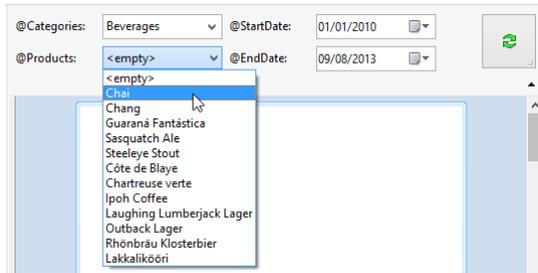 @Categories: Beverages @StartDate: 01/01/2010
@Products: <empty> @EndDate: 09/08/2013
<empty>
Chai
Chang
Guaraná Fantástica
Sasquatch Ale
Steeleye Stout
Côte de Blaye
Chartreuse verte
Ipoh Coffee
Laughing Lumberjack Lager
Outback Lager
Rhönbräu Klosterbier
Lakkalikööri